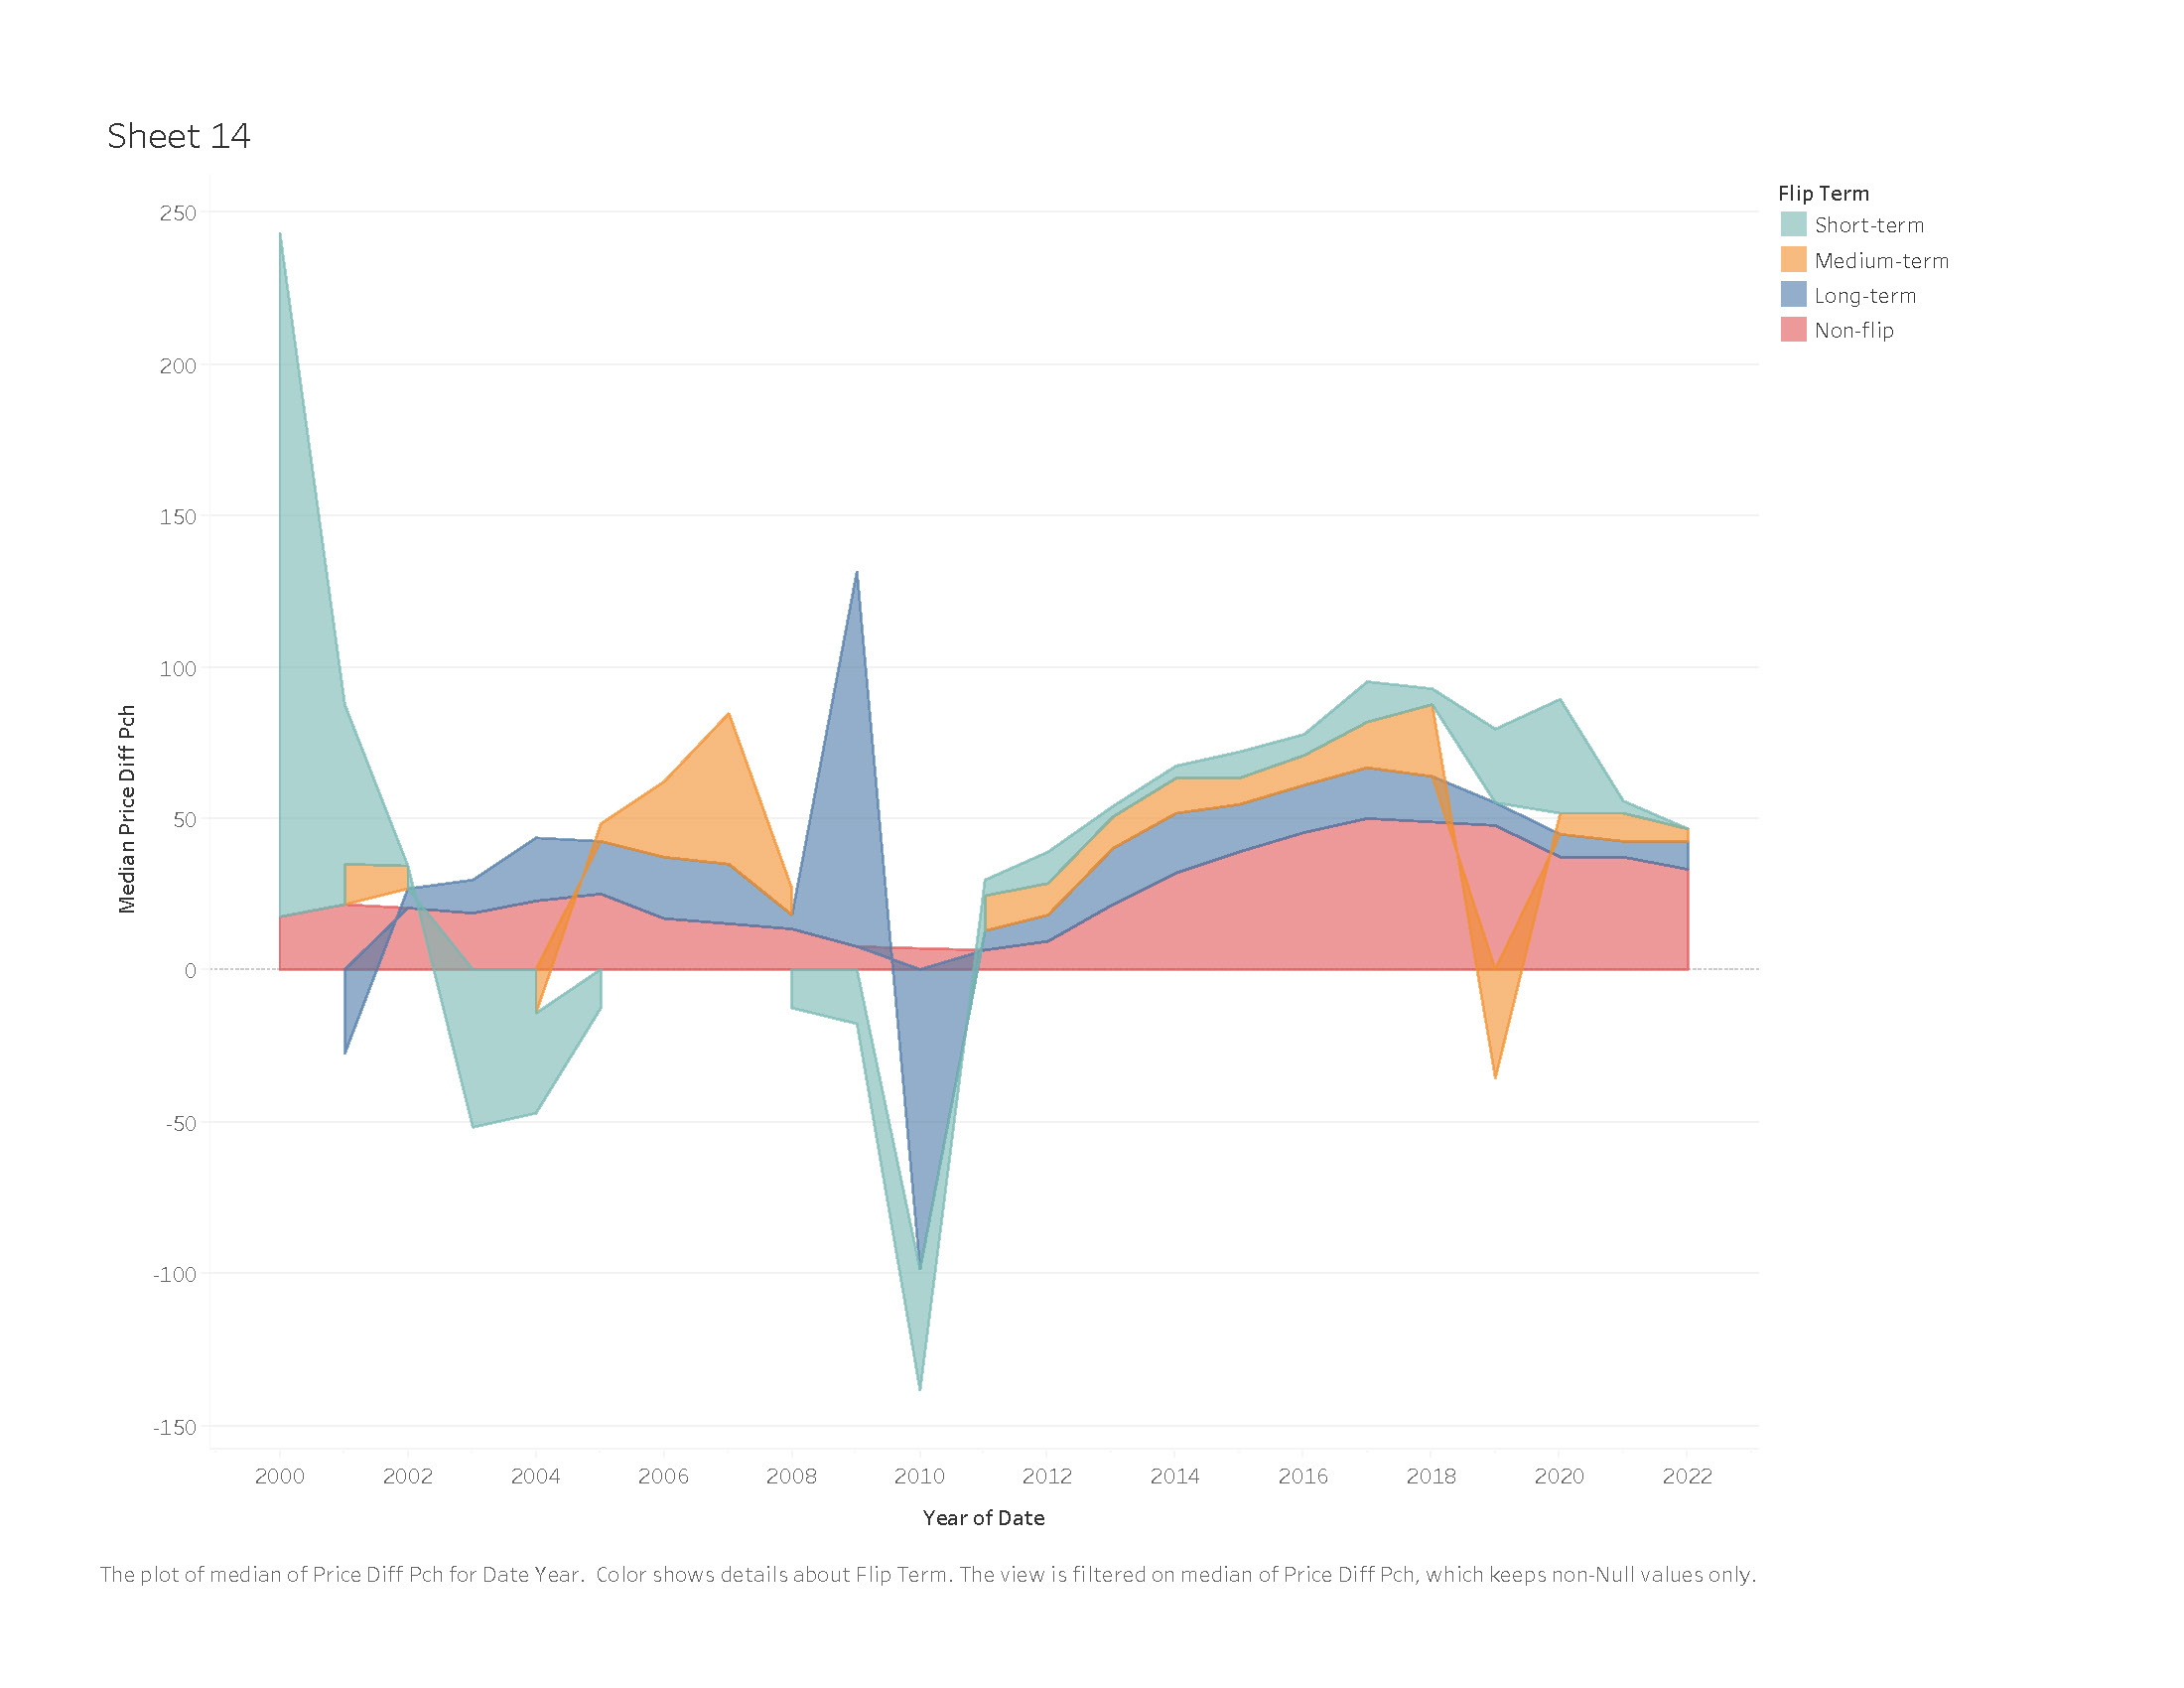 Sheet 14
250
200
150
100
50
0
-50
-100
-150
Median Price Diff Pch
2000 2002 2004 2006 2008 2010 2012 2014 2016 2018 2020 2022
Year of Date
Flip Term
Short-term
Medium-term
Long-term
Non-flip
The plot of median of Price Diff Pch for Date Year.  Color shows details about Flip Term. The view is filtered on median of Price Diff Pch, which keeps non-Null values only.